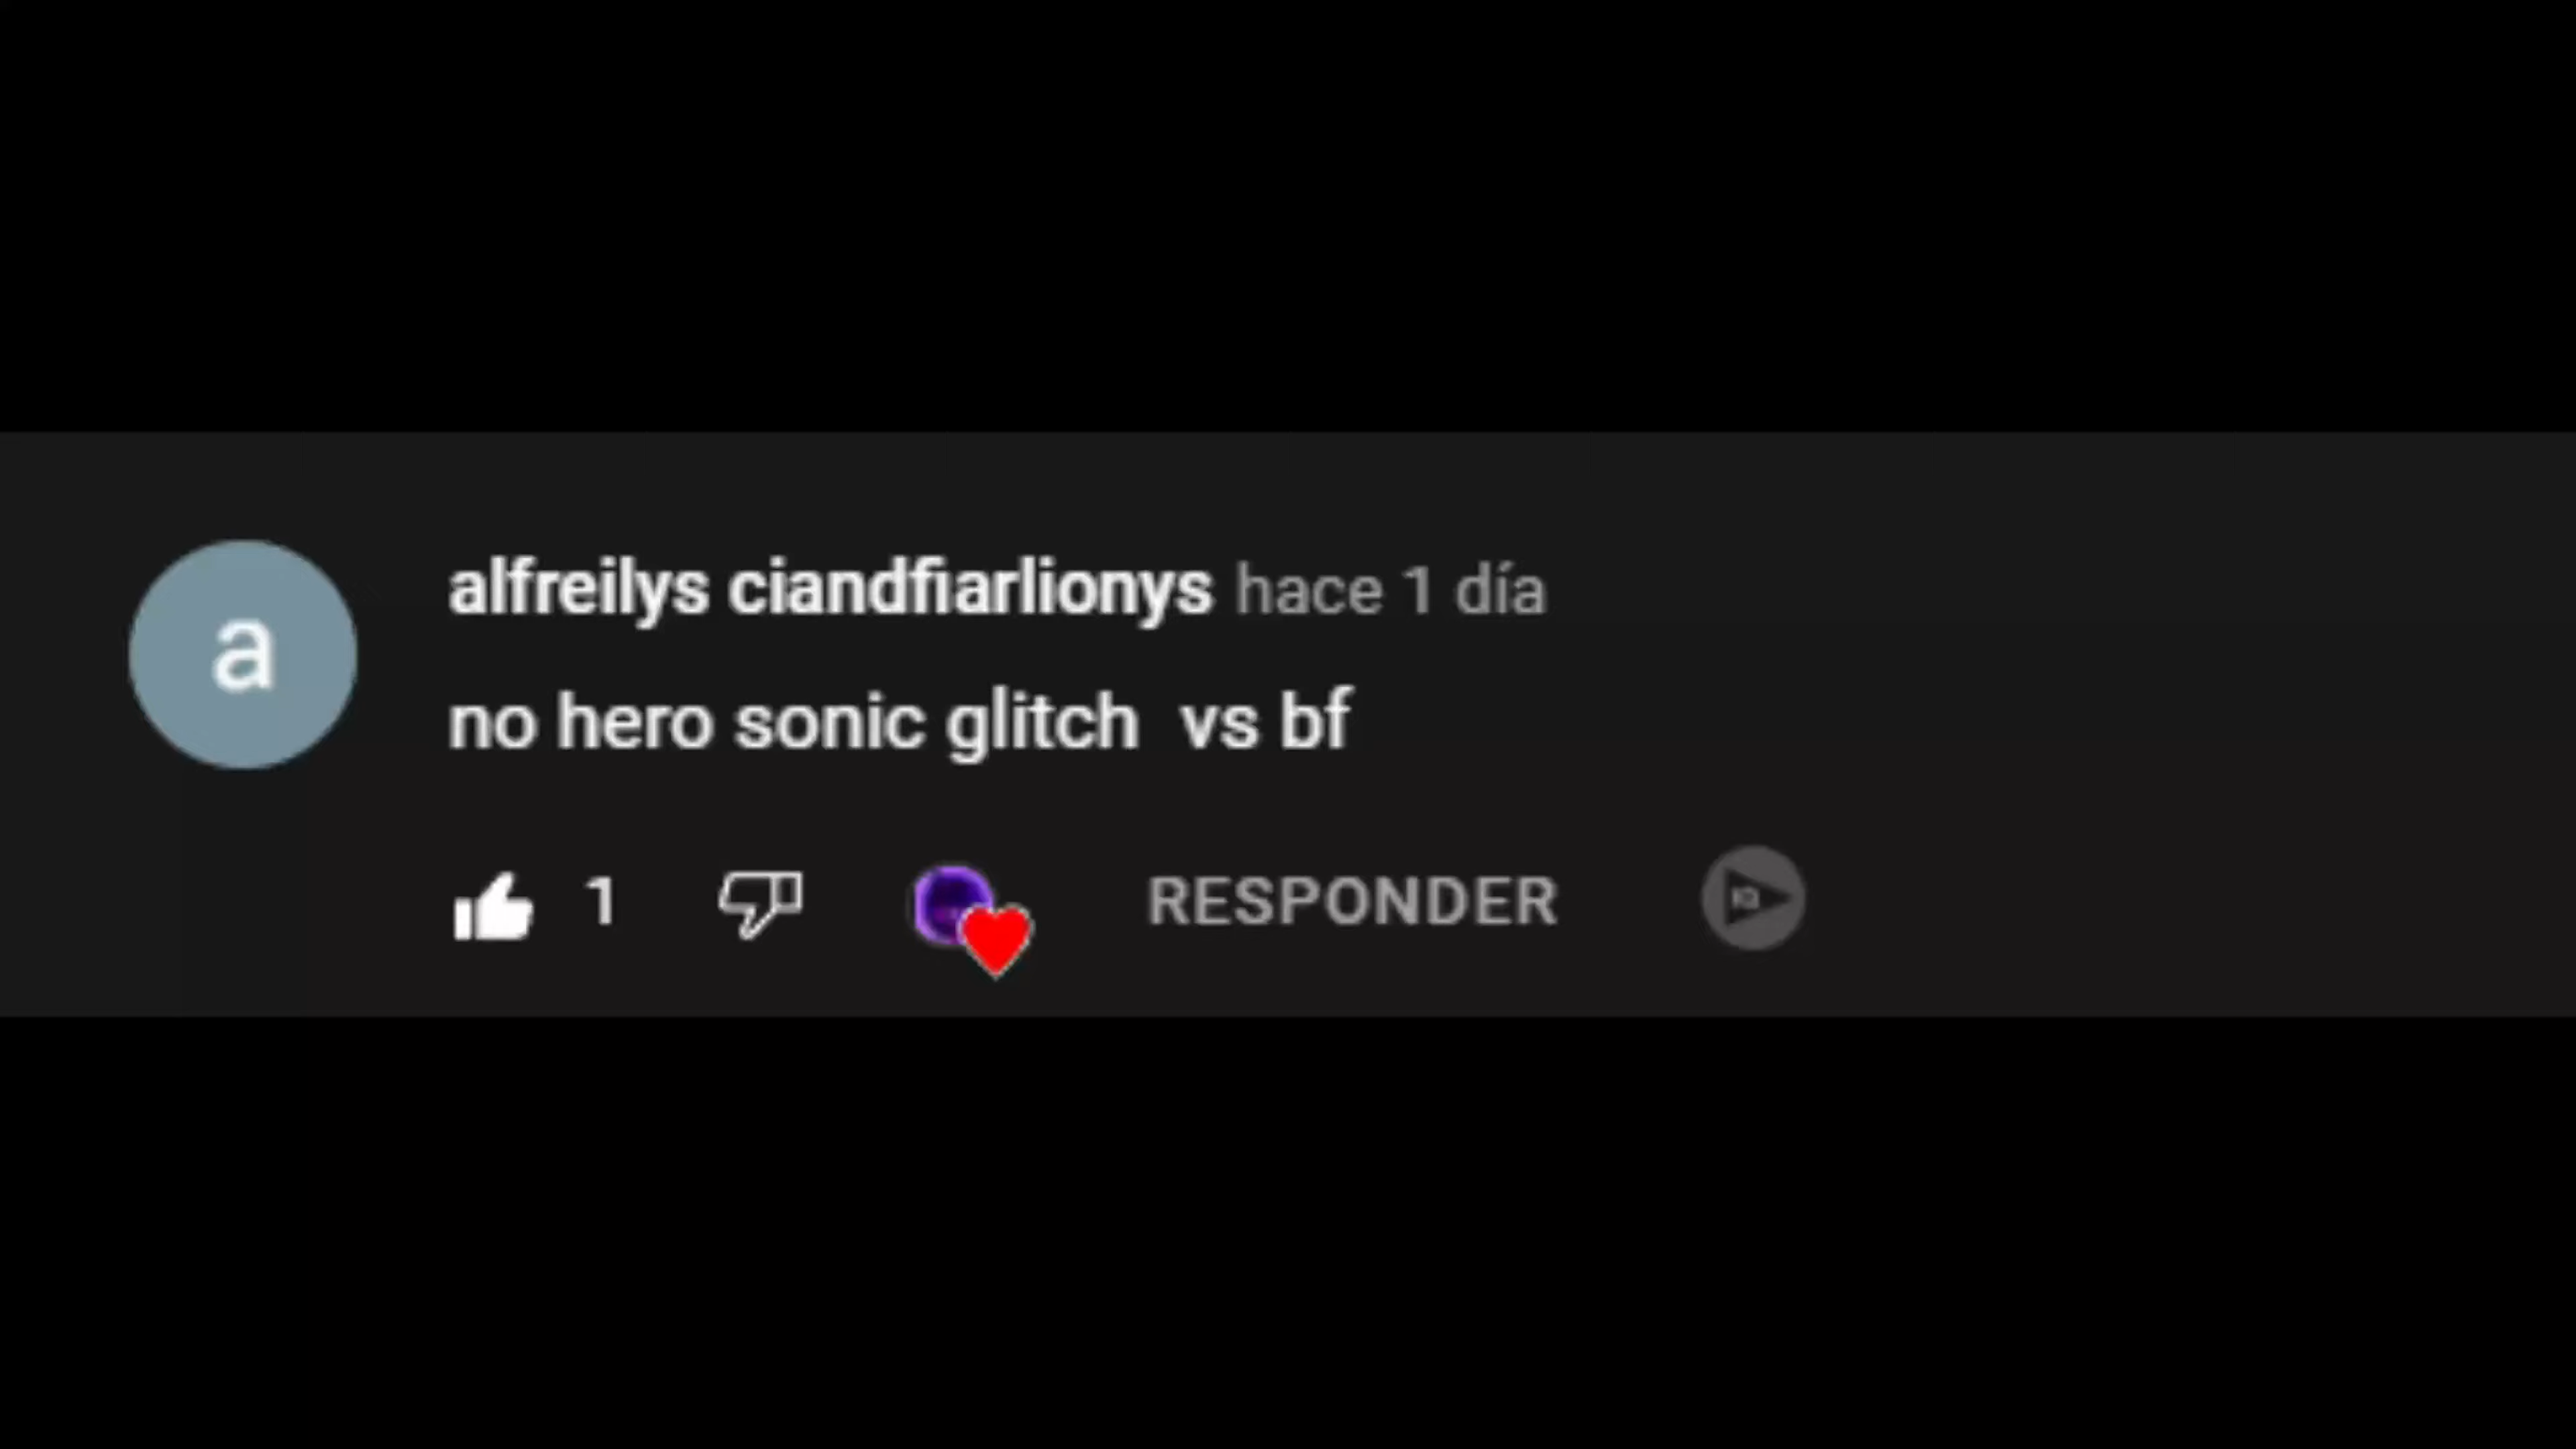 a
alfreilys ciandfiarlionys hace 1 día
no hero sonic glitch  vs bf
1 RESPONDER